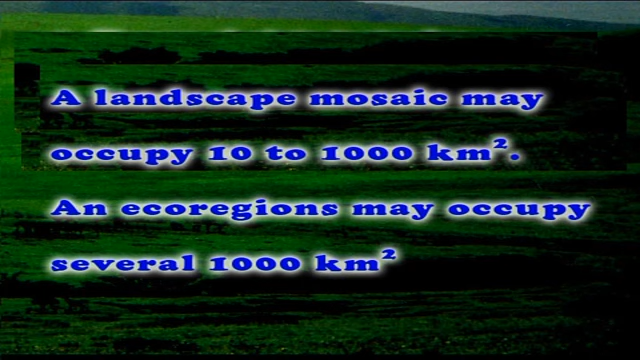 A landscape mosaic may
occupy 10 to 1000 km².
An ecoregions may occupy
several 1000 km²